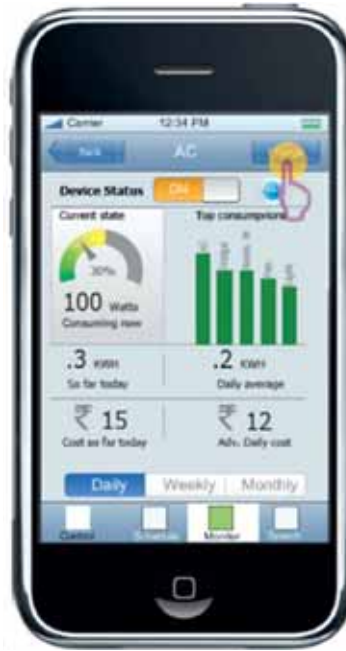 Carrier 12:34 PM
Back AC
Device Status ON
Current state
Top consumptions
30%
100 Watts
Consuming now
.3 KWH
So far today
.2 KWH
Daily average
₹ 15
Cost so far today
₹ 12
Adv. Daily cost
Daily Weekly Monthly
Control Schedule Monitor Search